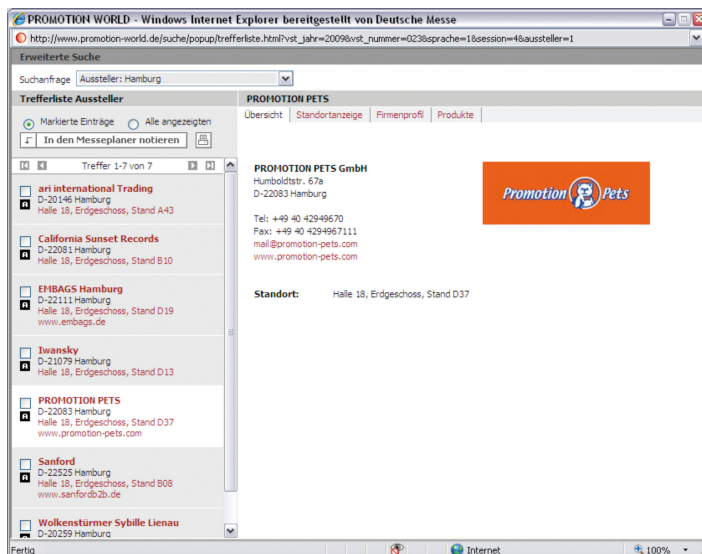 PROMOTION WORLD - Windows Internet Explorer bereitgestellt von Deutsche Messe
http://www.promotion-world.de/suche/popup/trefferliste.html?vst_jahr=2009&vst_nummer=023&sprache=1&session=4&aussteller=1
Erweiterte Suche
Suchanfrage Aussteller: Hamburg
Trefferliste Aussteller
Markierte Einträge Alle angezeigten
In den Messeplaner notieren
Treffer 1-7 von 7
ari international Trading
D-20146 Hamburg
A Halle 18, Erdgeschoss, Stand A43
California Sunset Records
D-22081 Hamburg
A Halle 18, Erdgeschoss, Stand B10
EMBAGS Hamburg
D-22111 Hamburg
A Halle 18, Erdgeschoss, Stand D19
www.embags.de
Iwansky
D-21079 Hamburg
A Halle 18, Erdgeschoss, Stand D13
PROMOTION PETS
D-22083 Hamburg
A Halle 18, Erdgeschoss, Stand D37
www.promotion-pets.com
Sanford
D-22525 Hamburg
A Halle 18, Erdgeschoss, Stand B08
www.sanfordb2b.de
Wolkenstürmer Sybille Lienau
A D-20259 Hamburg
PROMOTION PETS
Übersicht Standortanzeige Firmenprofil Produkte
PROMOTION PETS GmbH
Humboldtstr. 67a
D-22083 Hamburg
Tel: +49 40 42949670
Fax: +49 40 4294967111
mail@promotion-pets.com
www.promotion-pets.com
Promotion Pets
Standort: Halle 18, Erdgeschoss, Stand D37
Fertig Internet 100%